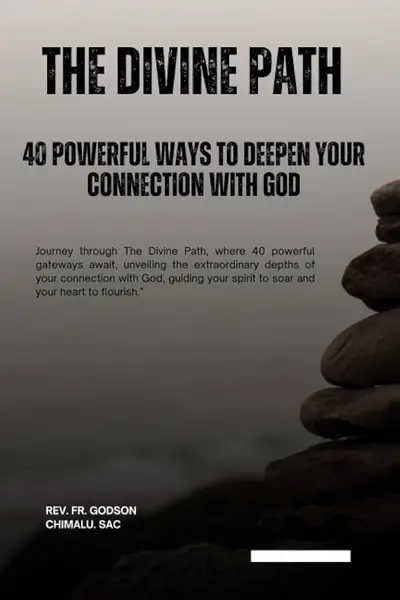 THE DIVINE PATH
40 POWERFUL WAYS TO DEEPEN YOUR
CONNECTION WITH GOD
Journey through The Divine Path, where 40 powerful
gateways await, unveiling the extraordinary depths of
your connection with God, guiding your spirit to soar and
your heart to flourish."
REV. FR. GODSON
CHIMALU. SAC